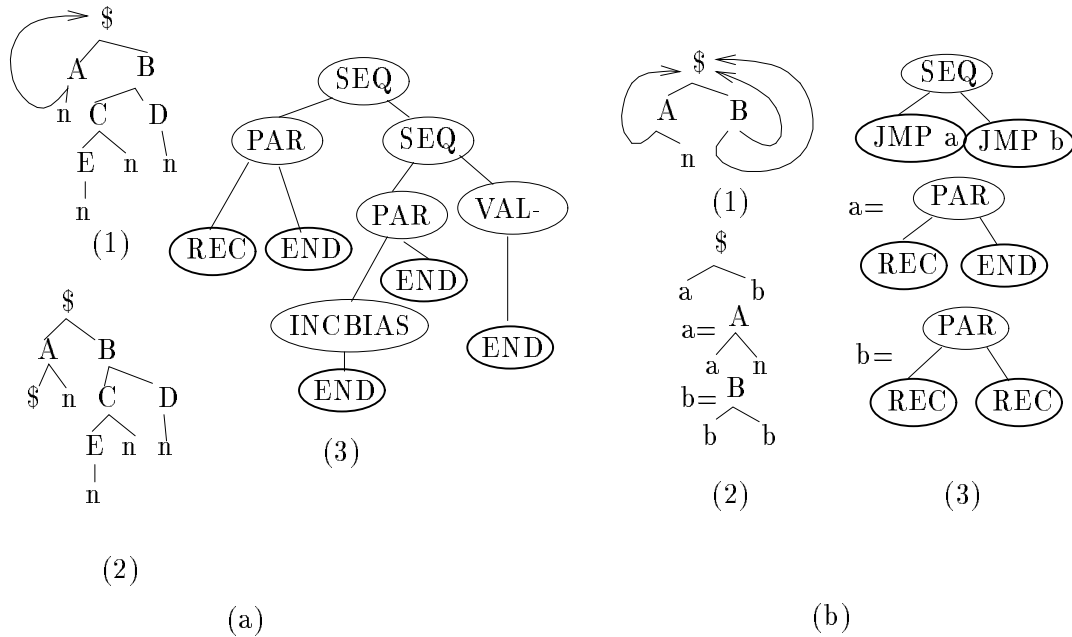 $
A B
n C D
E n n
n
(1)
$
A B
$ n C D
E n n
n
(2)
SEQ
PAR SEQ
PAR VAL-
REC END
END
INCBIAS
END
END
(3)
(a)
$
A B
n
(1)
$
a b
a= A
a n
b= B
b b
(2)
SEQ
JMP a JMP b
a= PAR
REC END
b= PAR
REC REC
(3)
(b)